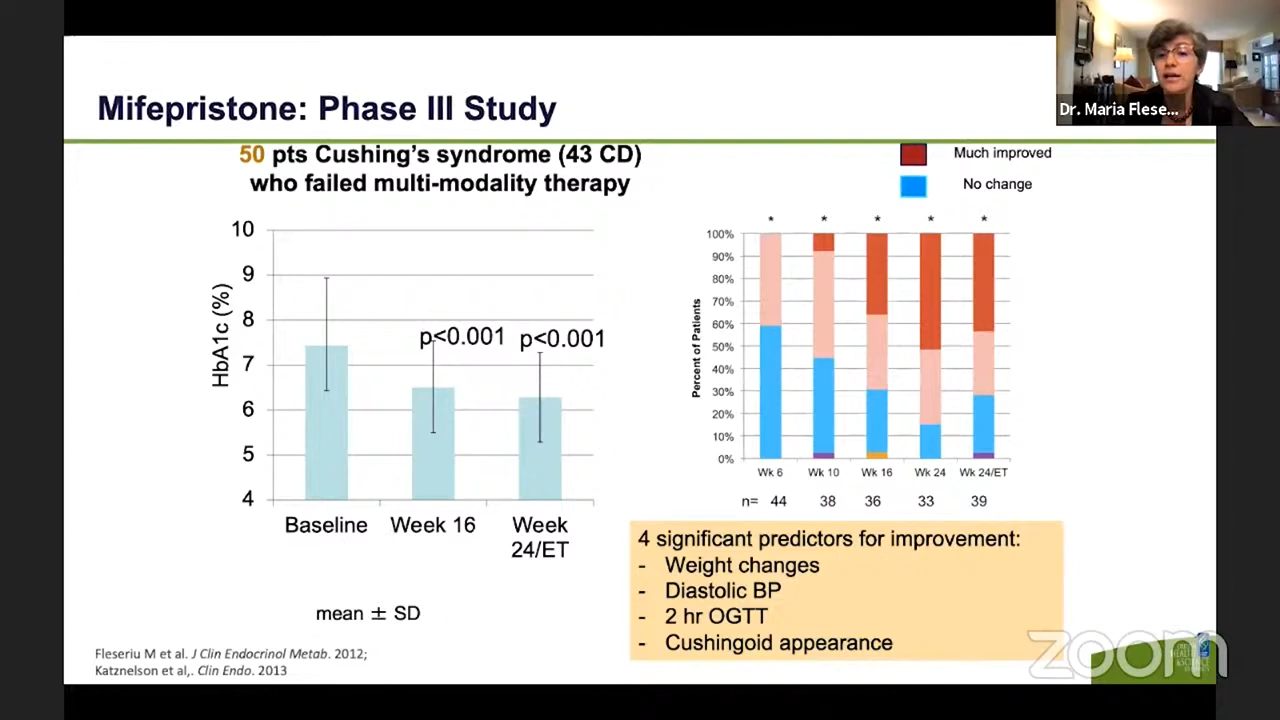 Dr. Maria Flese...
Mifepristone: Phase III Study
50 pts Cushing's syndrome (43 CD)
who failed multi-modality therapy
10
9
8
7
6
5
4
HbA1c (%)
p<0.001 p<0.001
Baseline Week 16 Week
24/ET
mean ± SD
Much improved
No change
* * * * *
100%
90%
80%
70%
60%
50%
40%
30%
20%
10%
0%
Percent of Patients
Wk 6 Wk 10 Wk 16 Wk 24 Wk 24/ET
n= 44 38 36 33 39
4 significant predictors for improvement:
- Weight changes
- Diastolic BP
- 2 hr OGTT
- Cushingoid appearance
Fleseriu M et al. J Clin Endocrinol Metab. 2012;
Katznelson et al,. Clin Endo. 2013
zoom